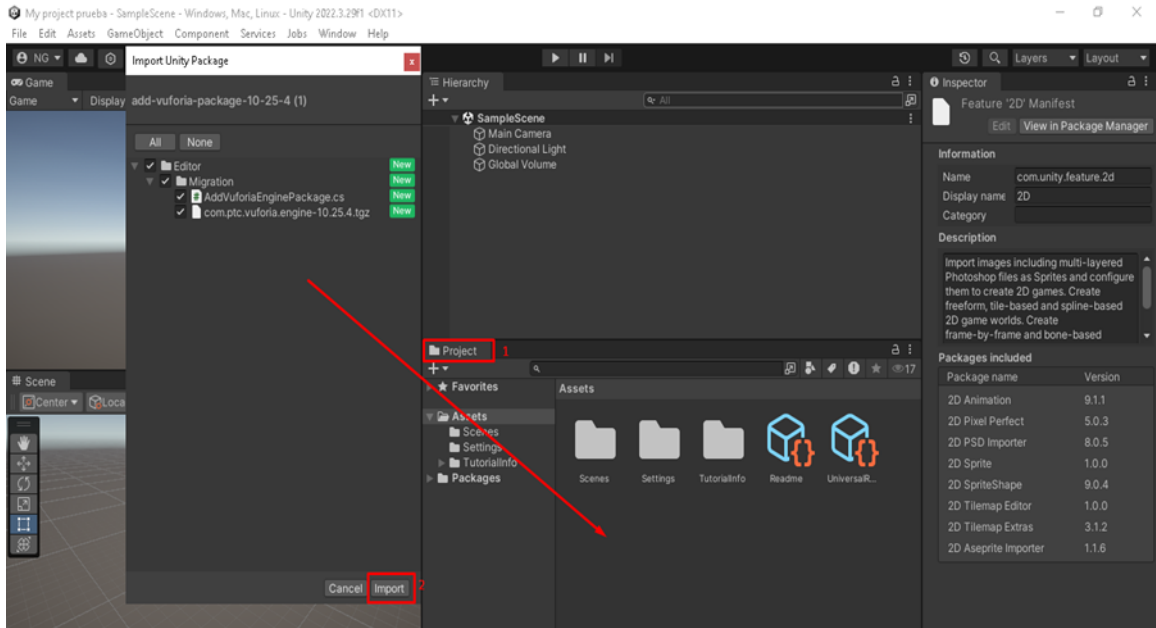 My project prueba - SampleScene - Windows, Mac, Linux - Unity 2022.3.29f1 <DX11>
File Edit Assets GameObject Component Services Jobs Window Help
NG
Layers
Layout
Import Unity Package
x
add-vuforia-package-10-25-4 (1)
All
None
Editor
New
Migration
New
AddVuforiaEnginePackage.cs
New
com.ptc.vuforia.engine-10.25.4.tgz
New
Cancel
Import
2
Game
Game
Display
Scene
Center
Loca
Hierarchy
All
SampleScene
Main Camera
Directional Light
Global Volume
Project
1
17
Favorites
Assets
Scenes
Settings
TutorialInfo
Packages
Assets
Scenes
Settings
TutorialInfo
Readme
UniversalR...
Inspector
Feature '2D' Manifest
Edit
View in Package Manager
Information
Name com.unity.feature.2d
Display name 2D
Category
Description
Import images including multi-layered
Photoshop files as Sprites and configure
them to create 2D games. Create
freeform, tile-based and spline-based
2D game worlds. Create
frame-by-frame and bone-based
Packages included
Package name Version
2D Animation 9.1.1
2D Pixel Perfect 5.0.3
2D PSD Importer 8.0.5
2D Sprite 1.0.0
2D SpriteShape 9.0.4
2D Tilemap Editor 1.0.0
2D Tilemap Extras 3.1.2
2D Aseprite Importer 1.1.6